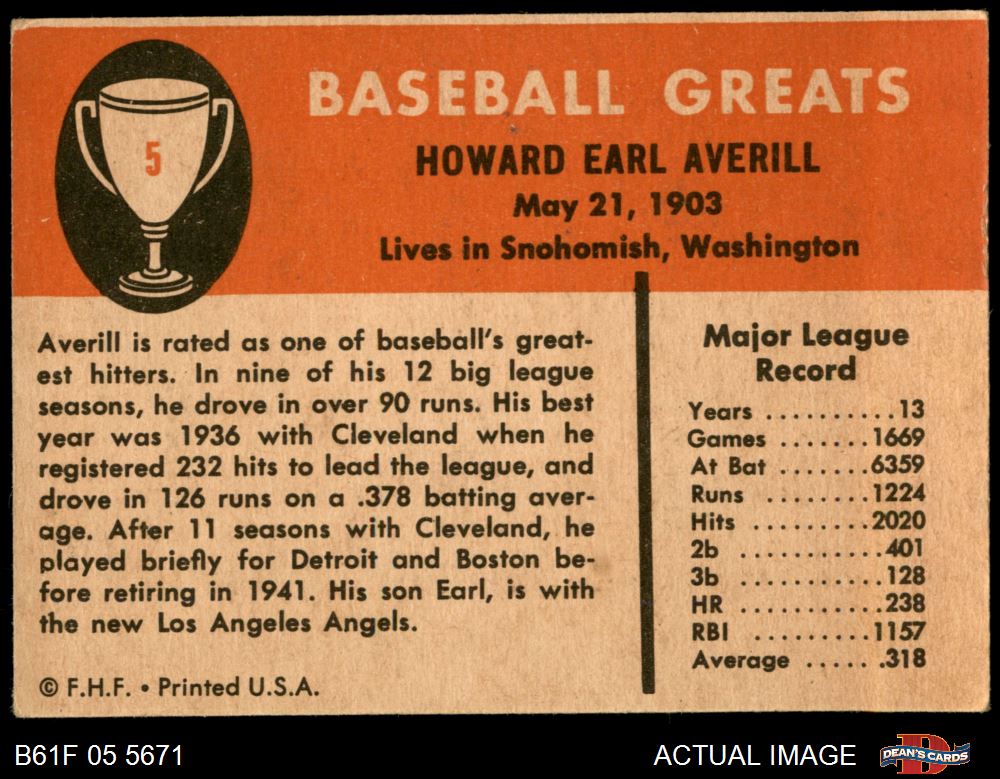 5
BASEBALL GREATS
HOWARD EARL AVERILL
May 21, 1903
Lives in Snohomish, Washington
Averill is rated as one of baseball's great-
est hitters. In nine of his 12 big league
seasons, he drove in over 90 runs. His best
year was 1936 with Cleveland when he
registered 232 hits to lead the league, and
drove in 126 runs on a .378 batting aver-
age. After 11 seasons with Cleveland, he
played briefly for Detroit and Boston be-
fore retiring in 1941. His son Earl, is with
the new Los Angeles Angels.
© F.H.F. • Printed U.S.A.
Major League
Record
Years ..........13
Games .......1669
At Bat .......6359
Runs ........1224
Hits .........2020
2b ...........401
3b ...........128
HR ...........238
RBI .........1157
Average ......318
B61F 05 5671
ACTUAL IMAGE
D
DEAN'S CARDS